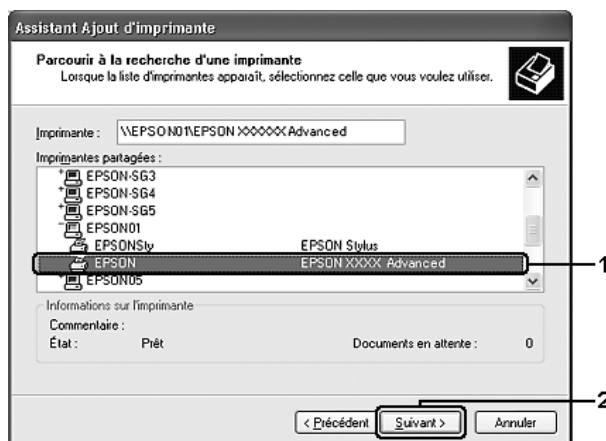 Assistant Ajout d'imprimante
Parcourir à la recherche d'une imprimante
Lorsque la liste d'imprimantes apparaît, sélectionnez celle que vous voulez utiliser.
Imprimante : \\EPSON01\EPSON XXXXXX Advanced
Imprimantes partagées :
EPSON-SG3
EPSON-SG4
EPSON-SG5
EPSON01
EPSONSty EPSON Stylus
EPSON EPSON XXXX Advanced
1
EPSON05
Informations sur l'imprimante
Commentaire :
État : Prêt Documents en attente : 0
2
< Précédent Suivant > Annuler